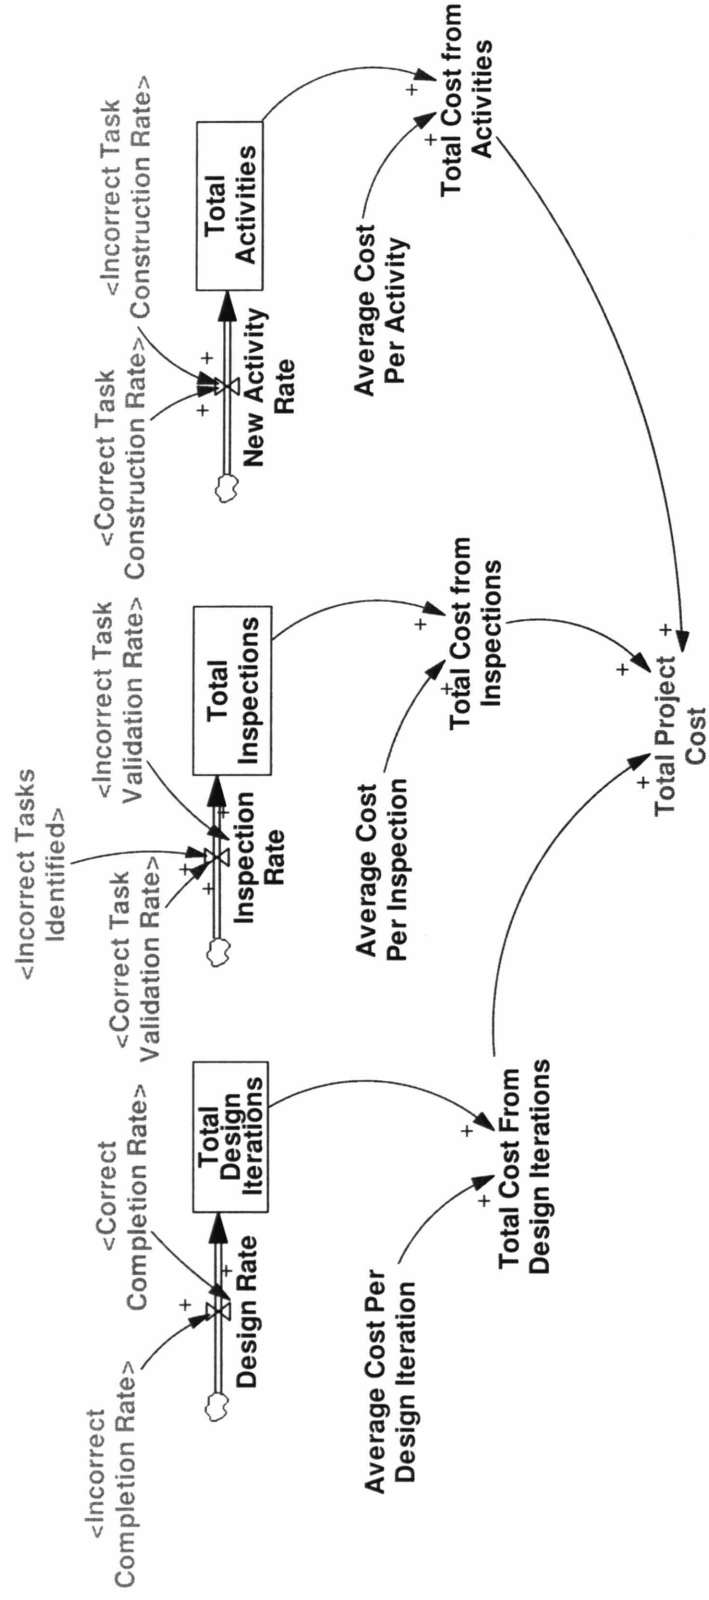 <Incorrect
Completion Rate>
<Correct
Completion Rate>
<Correct Task
Validation Rate>
<Incorrect Tasks
Identified>
<Incorrect Task
Validation Rate>
<Correct Task
Construction Rate>
<Incorrect Task
Construction Rate>
+
+
Design Rate
Total
Design
Iterations
+
+
+
Inspection
Rate
Total
Inspections
+
+
New Activity
Rate
Total
Activities
Average Cost Per
Design Iteration
+
+
Total Cost From
Design Iterations
Average Cost
Per Inspection
+
+
Total Cost from
Inspections
Average Cost
Per Activity
+
+
Total Cost from
Activities
+
+
+
Total Project
Cost